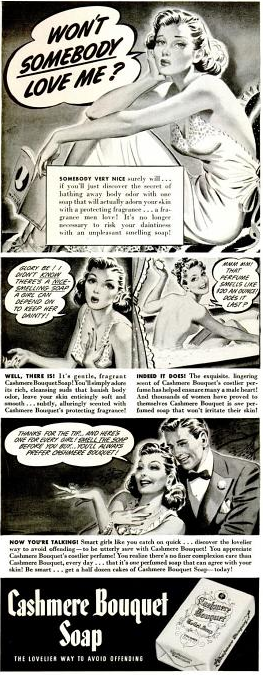 WON'T
SOMEBODY
LOVE ME?
SOMEBODY VERY NICE surely will...
if you'll just discover the secret of
bathing away body odor with one
soap that will actually adorn your skin
with a protecting fragrance... a fra-
grance men love! It's no longer
necessary to risk your daintiness
with an unpleasant smelling soap!
GLORY BE! I
DIDN'T KNOW
THERE'S A NICE-
SMELLING SOAP
A GIRL CAN
DEPEND ON
TO KEEP HER
DAINTY!
MMM MM!
THAT
PERFUME
SMELLS LIKE
$20 AN OUNCE!
DOES IT
LAST?
WELL, THERE IS! It's gentle, fragrant
Cashmere Bouquet Soap! You'll simply adore
its rich, cleansing suds that banish body
odor, leave your skin enticingly soft and
smooth... subtly, alluringly scented with
Cashmere Bouquet's protecting fragrance!
INDEED IT DOES! The exquisite, lingering
scent of Cashmere Bouquet's costlier per-
fume has helped ensnare many a male heart!
And thousands of women have proved to
themselves Cashmere Bouquet is one per-
fumed soap that won't irritate their skin!
THANKS FOR THE TIP... AND HERE'S
ONE FOR EVERY GIRL! SMELL THE SOAP
BEFORE YOU BUY... YOU'LL ALWAYS
PREFER CASHMERE BOUQUET!
NOW YOU'RE TALKING! Smart girls like you catch on quick... discover the lovelier
way to avoid offending—to be utterly sure with Cashmere Bouquet! You appreciate
Cashmere Bouquet's costlier perfume! You realize there's no finer complexion care than
Cashmere Bouquet, every day... that it's one perfumed soap that can agree with your
skin! Be smart... get a half dozen cakes of Cashmere Bouquet Soap—today!
Cashmere Bouquet
Soap
THE LOVELIER WAY TO AVOID OFFENDING
Cashmere
Bouquet